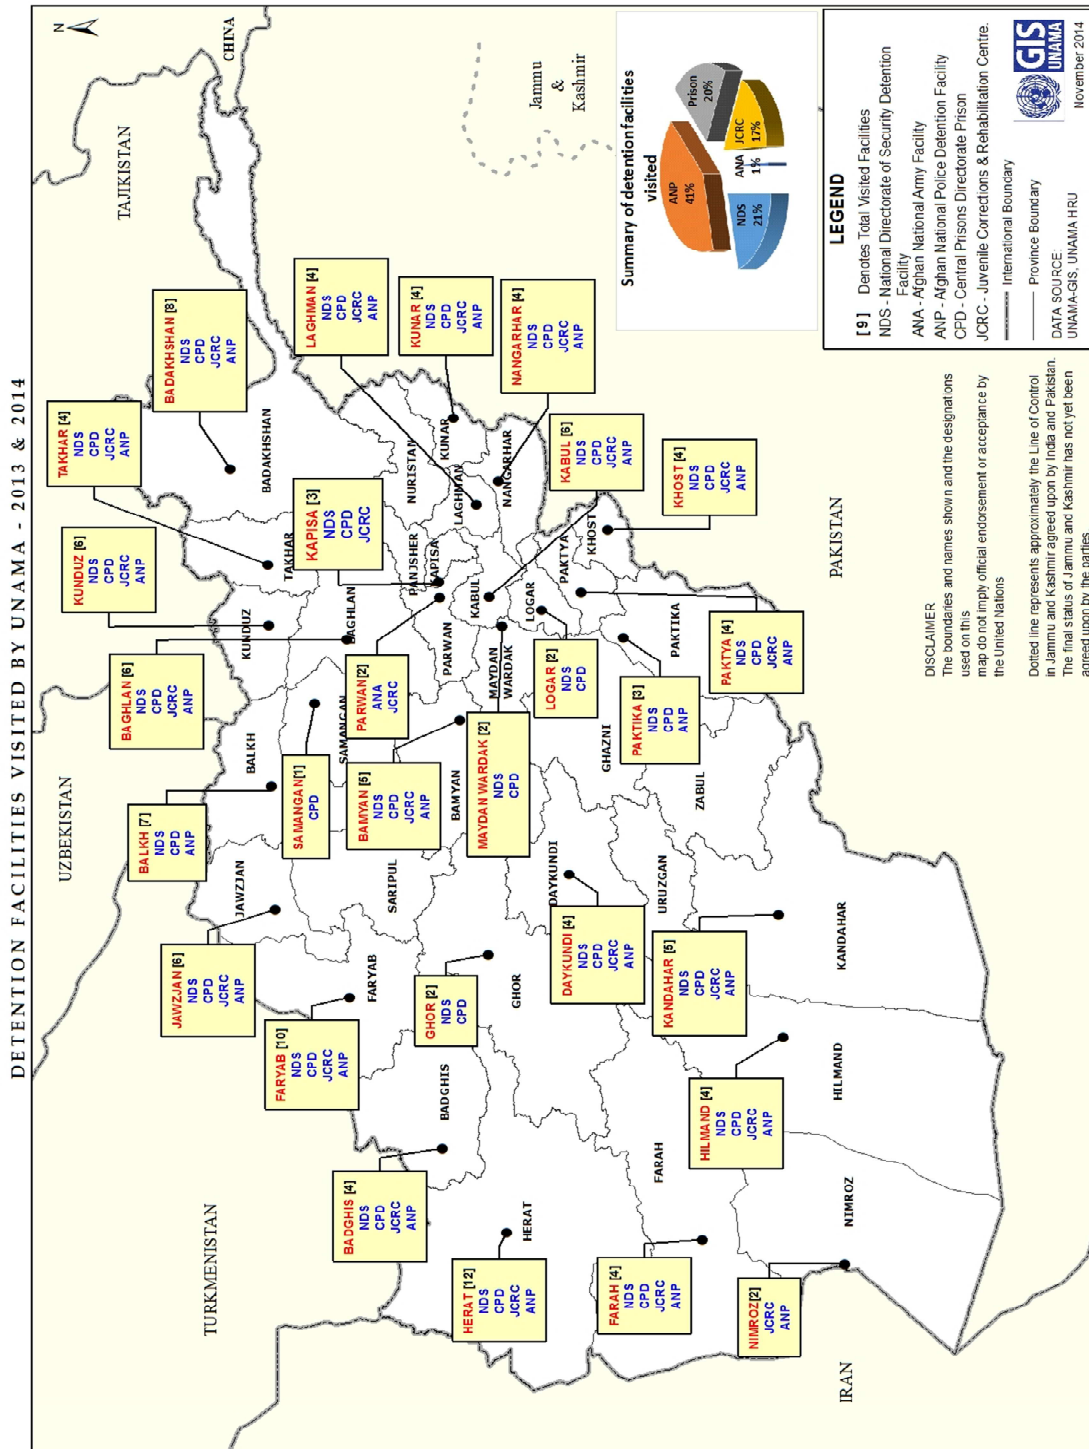 DETENTION FACILITIES VISITED BY UNAMA - 2013 & 2014
N
UZBEKISTAN
TAJIKISTAN
CHINA
TURKMENISTAN
IRAN
PAKISTAN
Jammu
&
Kashmir
TAKHAR [4]
NDS
CPD
JCRC
ANP
BADAKHSHAN [8]
NDS
CPD
JCRC
ANP
KUNDUZ [6]
NDS
CPD
JCRC
ANP
BAGHLAN [6]
NDS
CPD
JCRC
ANP
BALKH [7]
NDS
CPD
ANP
JAWZJAN [6]
NDS
CPD
JCRC
ANP
FARYAB [10]
NDS
CPD
JCRC
ANP
BADGHIS [4]
NDS
CPD
JCRC
ANP
HERAT [12]
NDS
CPD
JCRC
ANP
FARAH [4]
NDS
CPD
JCRC
ANP
NIMROZ[2]
JCRC
ANP
HILMAND [4]
NDS
CPD
JCRC
ANP
KANDAHAR [5]
NDS
CPD
JCRC
ANP
DAYKUNDI [4]
NDS
CPD
JCRC
ANP
GHOR [2]
NDS
CPD
SAMANGAN[1]
CPD
BAMYAN [5]
NDS
CPD
JCRC
ANP
MAYDAN WARDAK [2]
NDS
CPD
PARWAN[2]
ANA
JCRC
KAPISA [3]
NDS
CPD
JCRC
LOGAR [2]
NDS
CPD
PAKTIKA [3]
NDS
CPD
ANP
PAKTYA [4]
NDS
CPD
JCRC
ANP
KHOST [4]
NDS
CPD
JCRC
ANP
KABUL [6]
NDS
CPD
JCRC
ANP
NANGARHAR [4]
NDS
CPD
JCRC
ANP
KUNAR [4]
NDS
CPD
JCRC
ANP
LAGHMAN [4]
NDS
CPD
JCRC
ANP
BADAKHSHAN
TAKHAR
KUNDUZ
BAGHLAN
BALKH
SAMANGAN
JAWZJAN
SARIPUL
FARYAB
BADGHIS
HERAT
GHOR
FARAH
NIMROZ
HILMAND
KANDAHAR
URUZGAN
DAYKUNDI
ZABUL
GHAZNI
BAMYAN
PARWAN
MAYDAN
WARDAK
KABUL
LOGAR
PAKTYA
KHOST
PAKTIKA
PANJSHER
KAPISA
NURISTAN
LAGHMAN
KUNAR
NANGARHAR
Summary of detention facilities
visited
ANP
41%
Prison
20%
JCRC
17%
ANA
1%
NDS
21%
LEGEND
[9] Denotes Total Visited Facilities
NDS - National Directorate of Security Detention
Facility
ANA - Afghan National Army Facility
ANP - Afghan National Police Detention Facility
CPD - Central Prisons Directorate Prison
JCRC - Juvenile Corrections & Rehabilitation Centre.
International Boundary
Province Boundary
DATA SOURCE:
UNAMA-GIS, UNAMA HRU
GIS
UNAMA
November 2014
DISCLAIMER
The boundaries and names shown and the designations
used on this
map do not imply official endorsement or acceptance by
the United Nations
Dotted line represents approximately the Line of Control
in Jammu and Kashmir agreed upon by India and Pakistan.
The final status of Jammu and Kashmir has not yet been
agreed upon by the parties